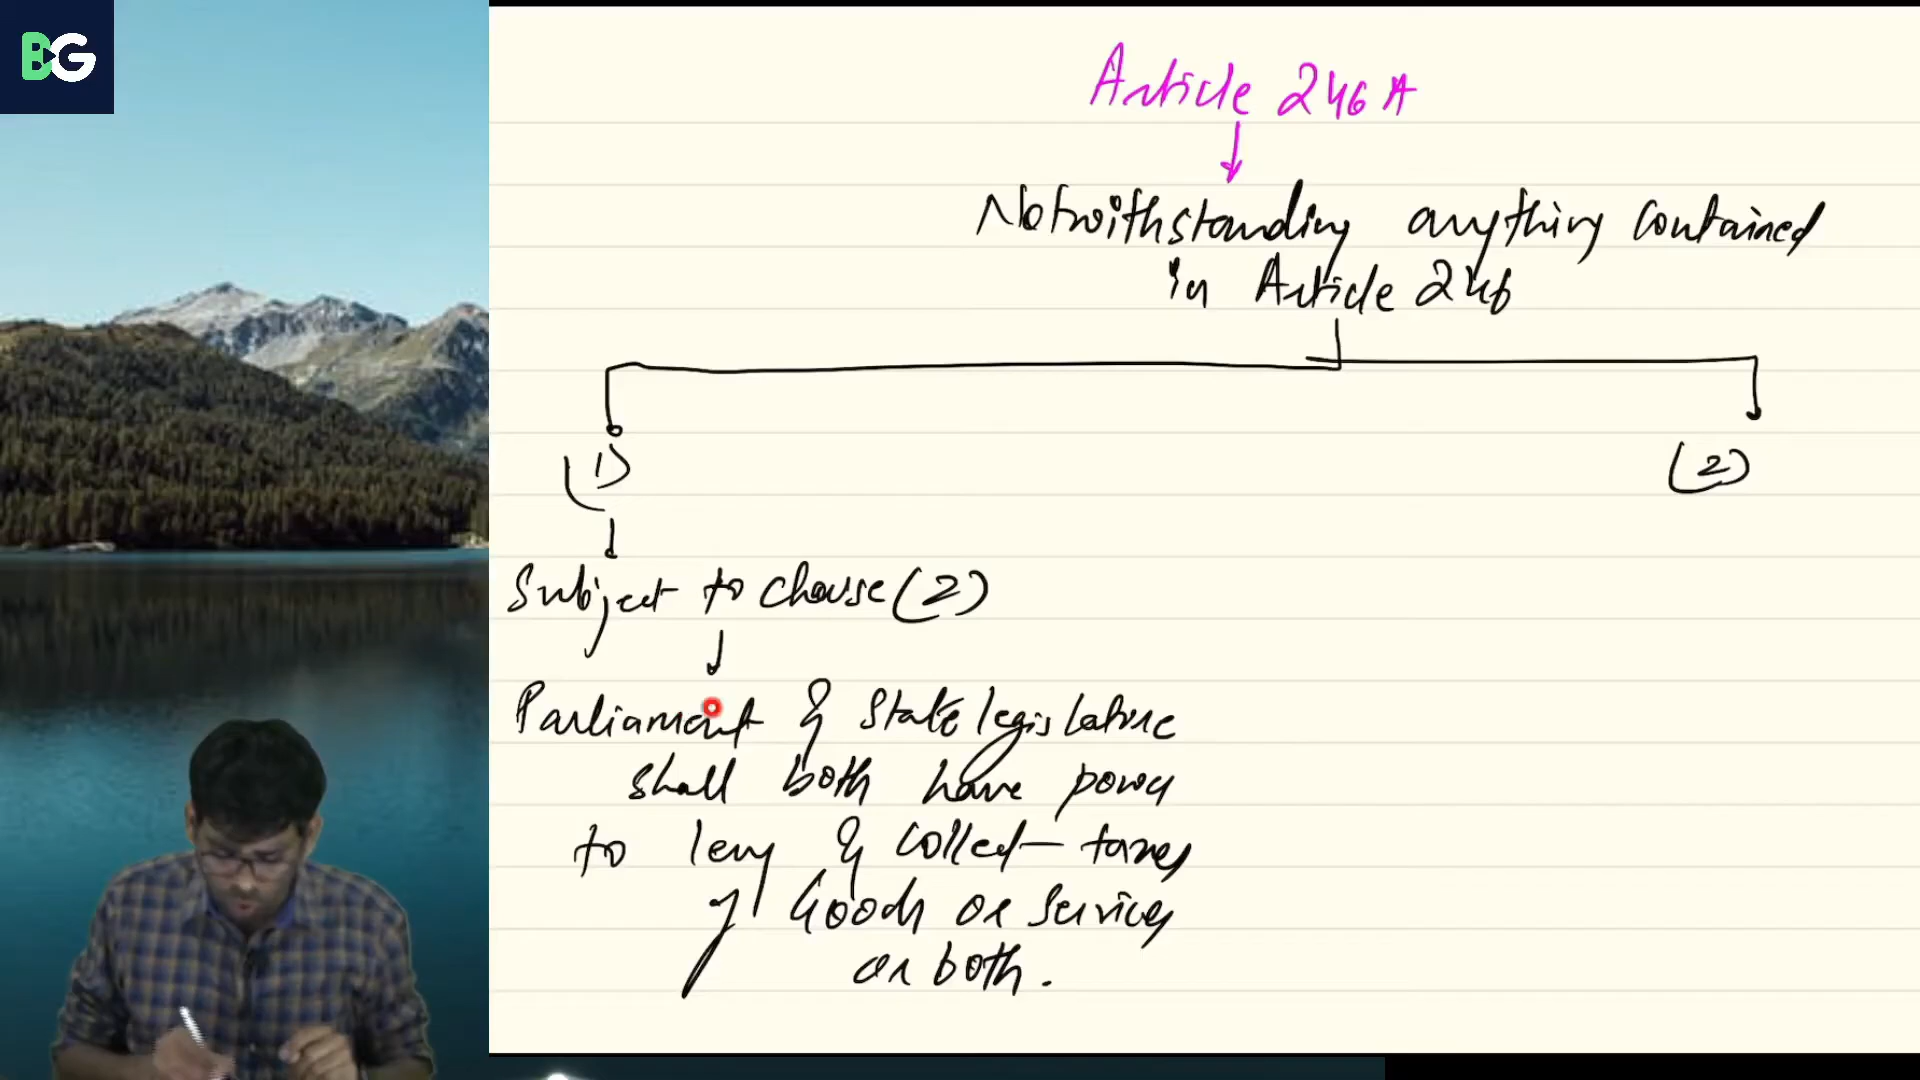 BG
Article 246A
Notwithstanding anything contained
in Article 246
(1)
(2)
Subject to clause (2)
Parliament & State legislature
shall both have power
to levy & collect taxes
of Goods or Services
or both.